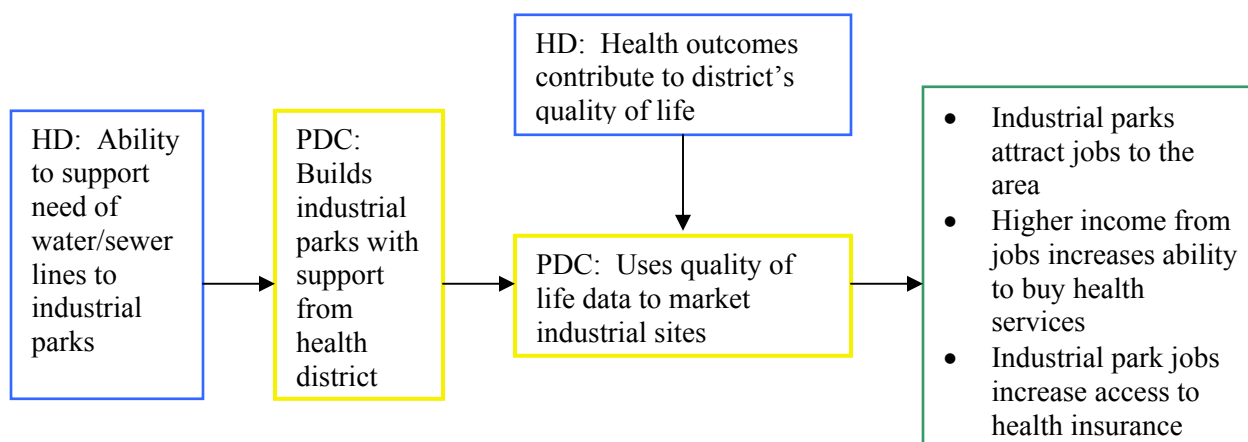 HD:  Ability
to support
need of
water/sewer
lines to
industrial
parks
PDC:
Builds
industrial
parks with
support
from
health
district
HD:  Health outcomes
contribute to district’s
quality of life
PDC:  Uses quality of
life data to market
industrial sites
• Industrial parks
attract jobs to the
area
• Higher income from
jobs increases ability
to buy health
services
• Industrial park jobs
increase access to
health insurance